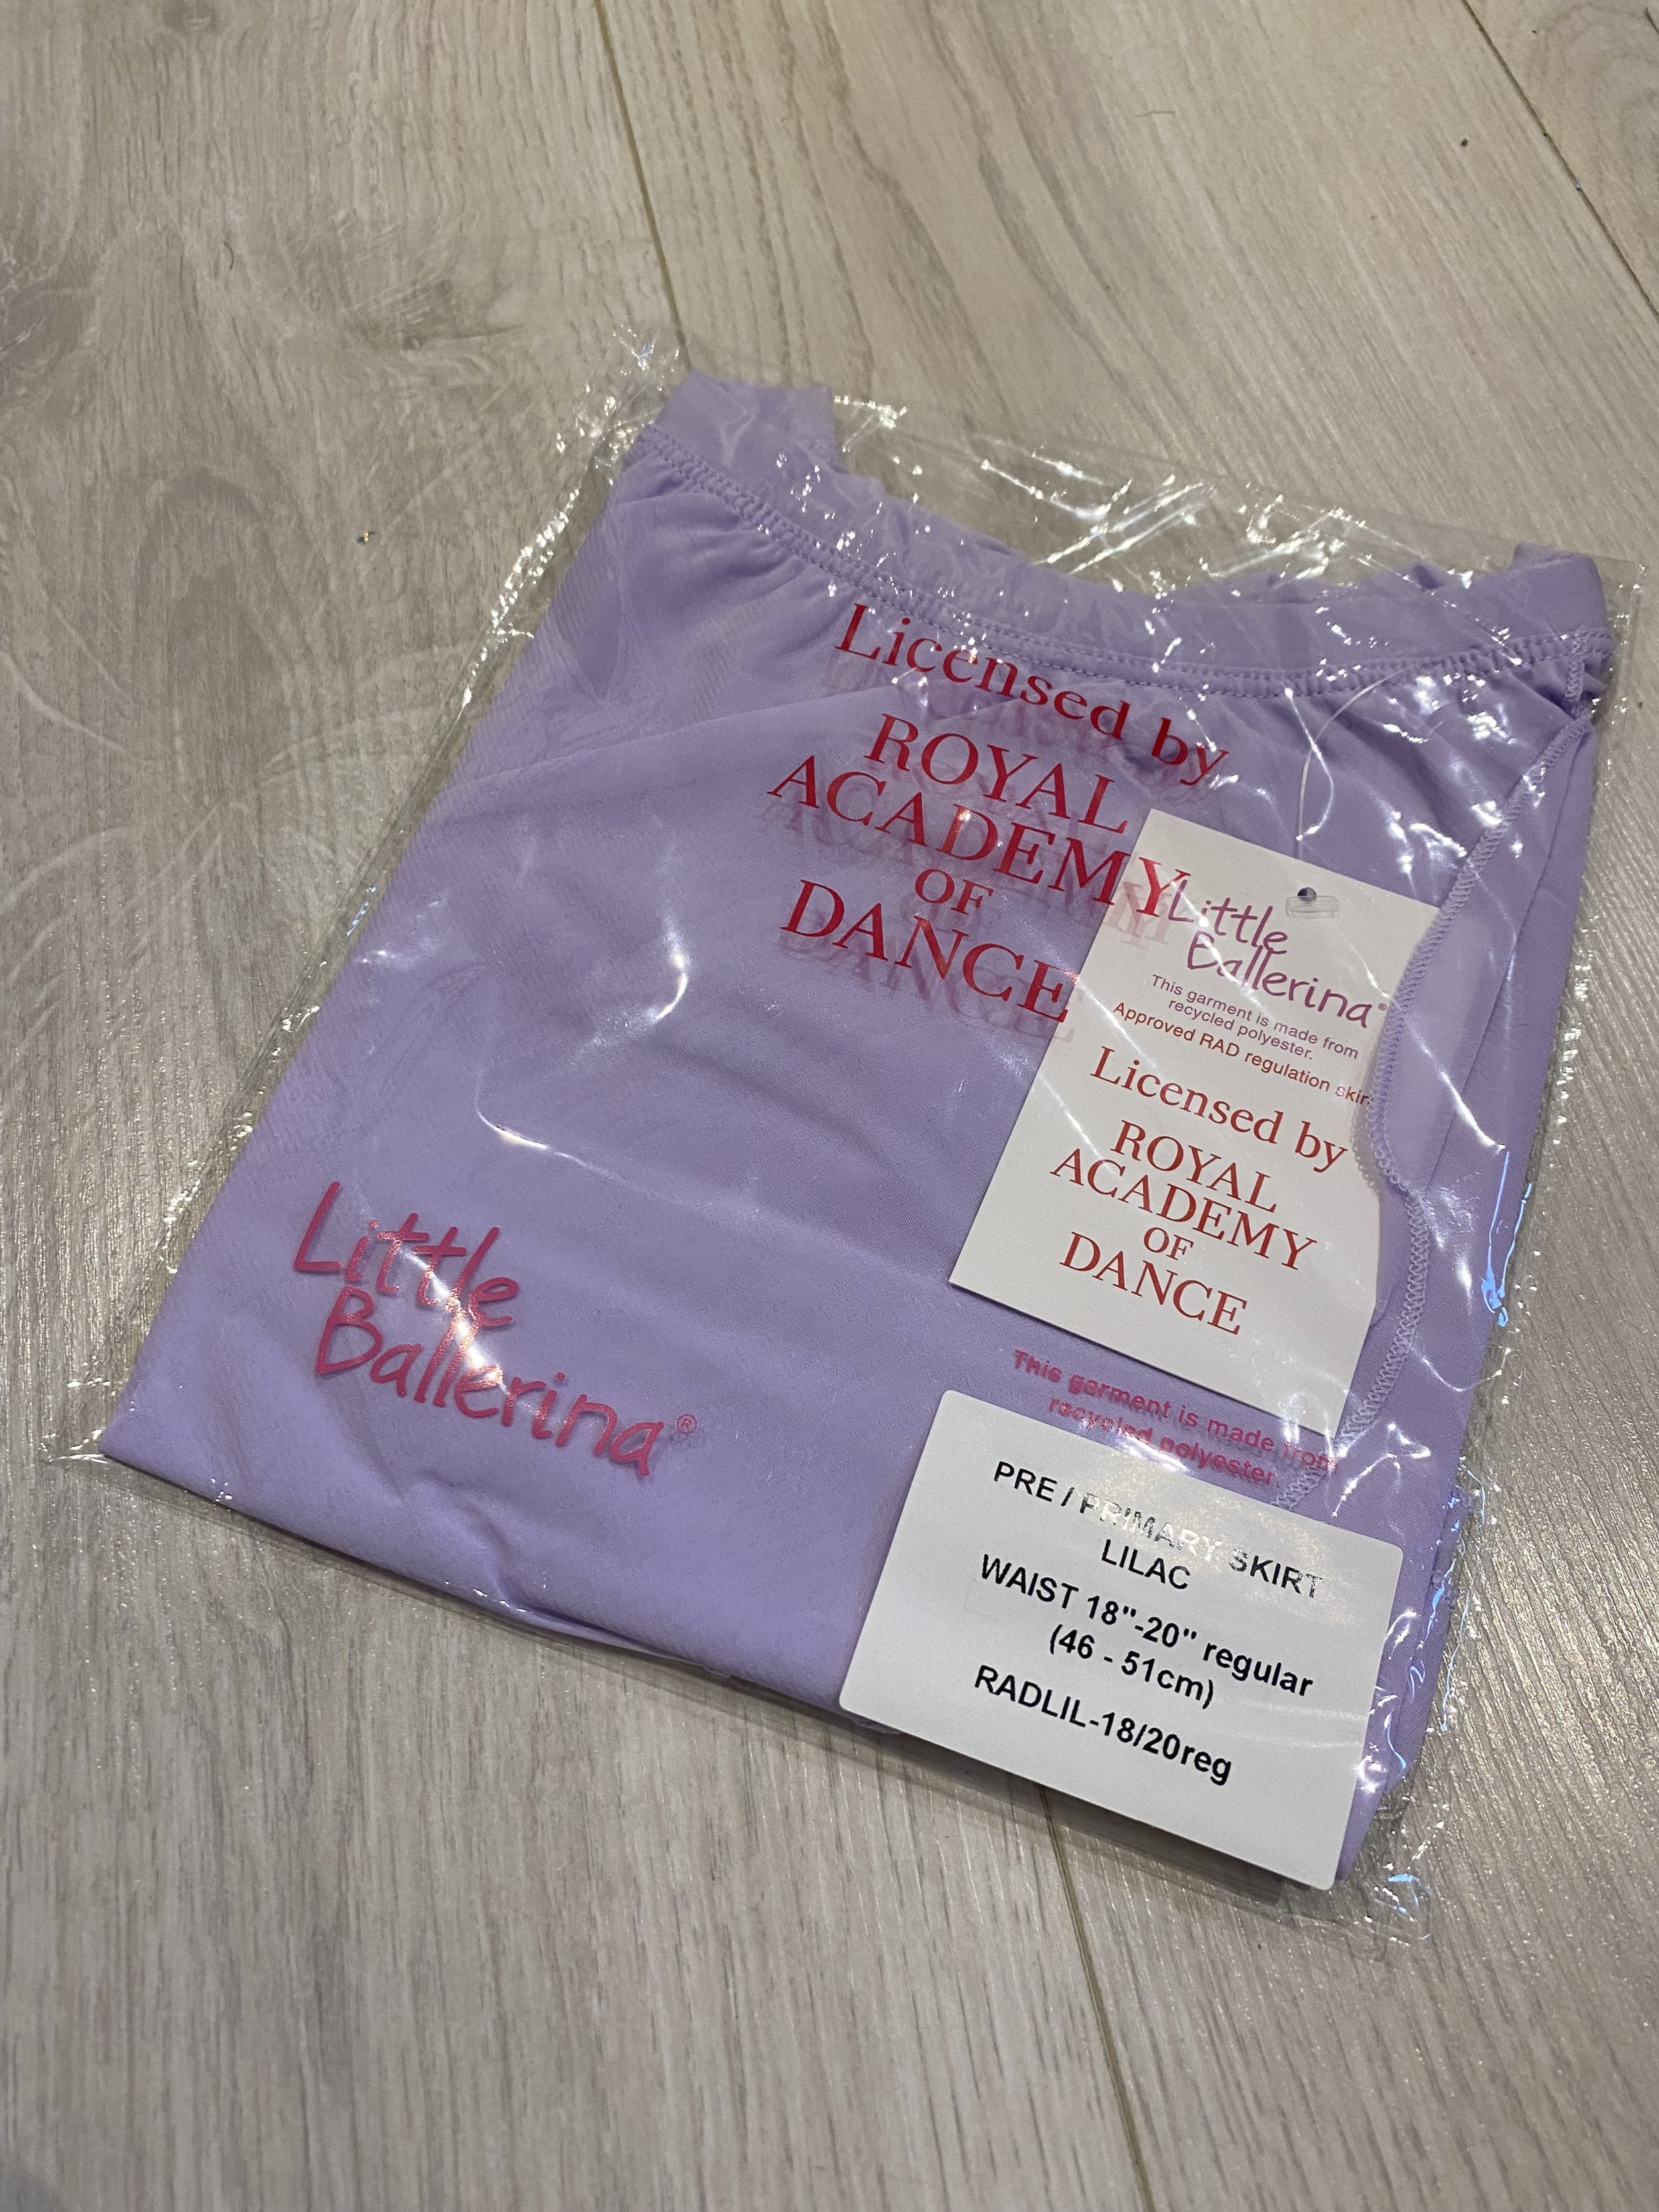 Licensed by
ROYAL
ACADEMY
OF
DANCE
Little
Ballerina®
This garment is made from
recycled polyester.
Approved RAD regulation skirt
Licensed by
ROYAL
ACADEMY
OF
DANCE
Little
Ballerina®
This garment is made from
recycled polyester
PRE / PRIMARY SKIRT
LILAC
WAIST 18"-20" regular
(46 - 51cm)
RADLIL-18/20reg